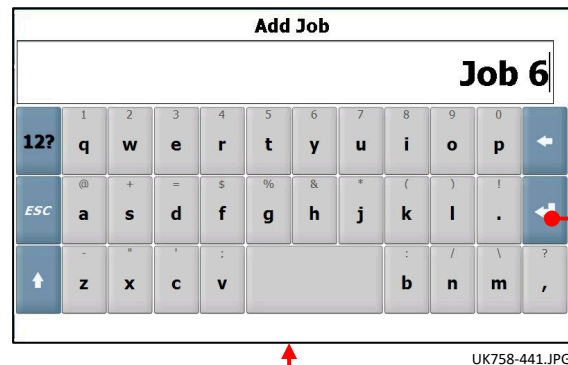 Add Job
Job 6
1 2 3 4 5 6 7 8 9 0
12? q w e r t y u i o p
@ + = $ % & * ( ) !
ESC a s d f g h j k l .
- " ' ; : / \ ?
z x c v b n m ,
UK758-441.JPG